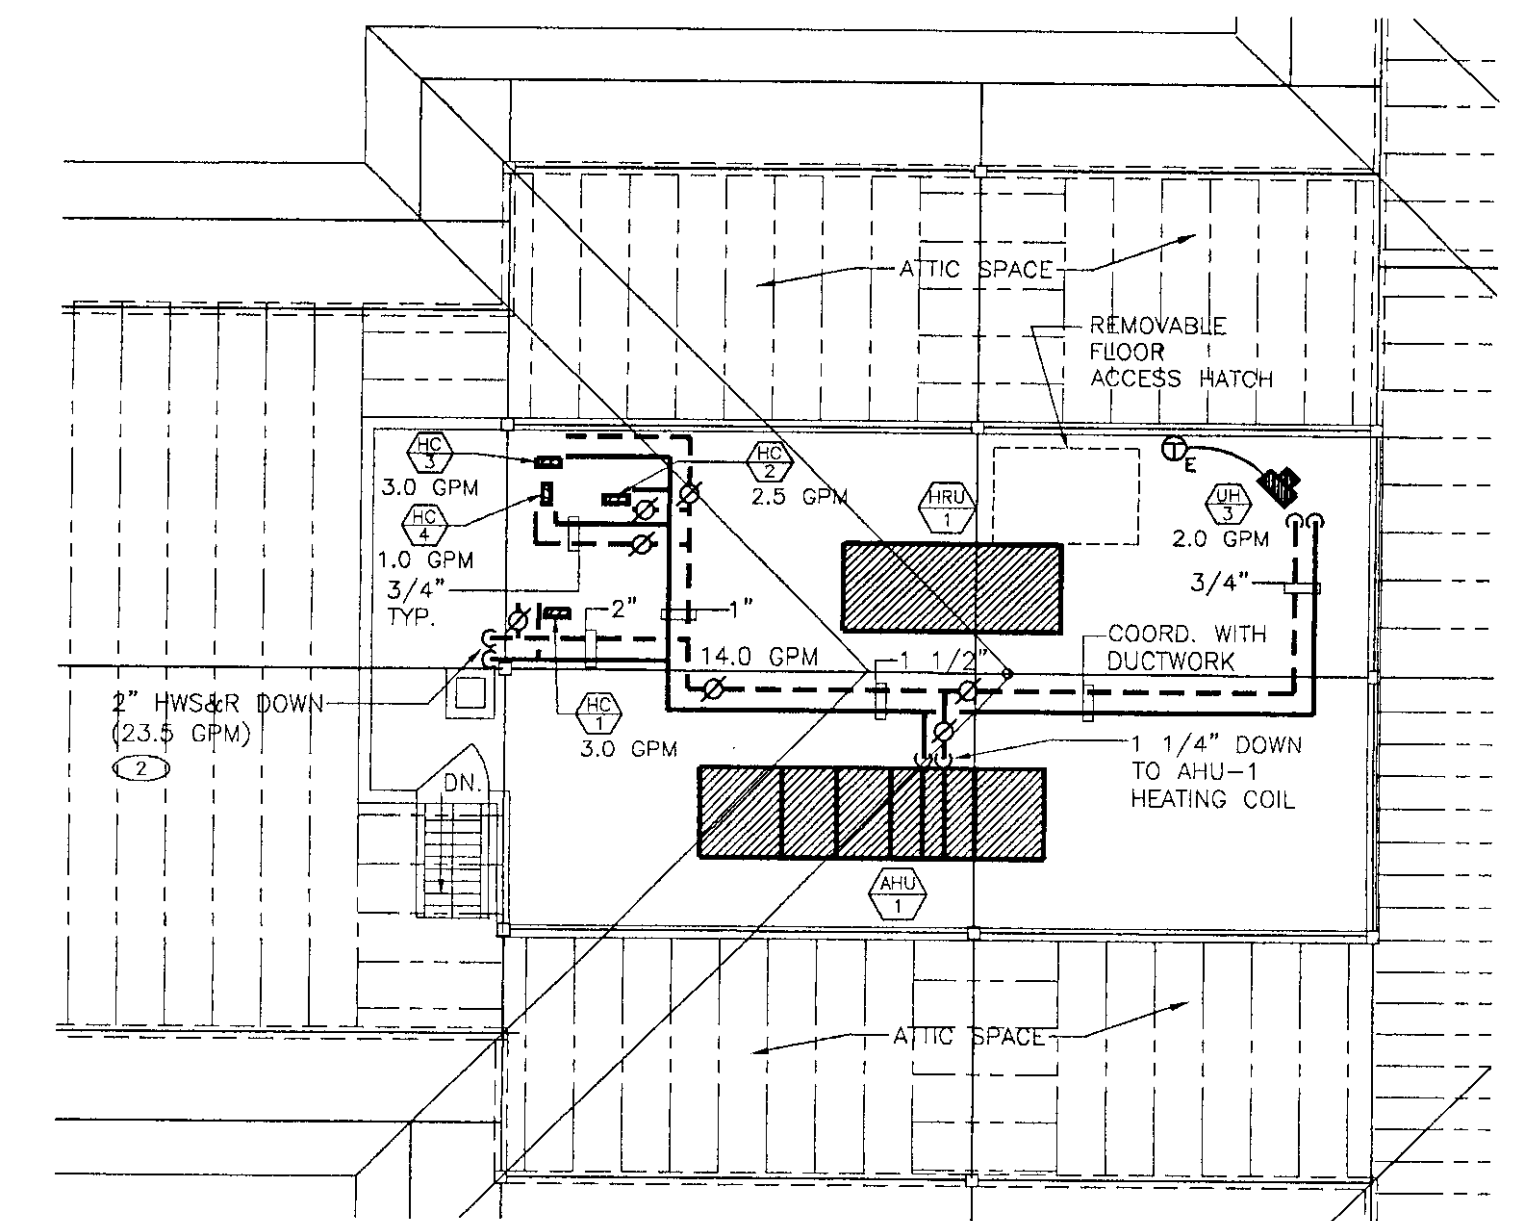 ATTIC SPACE
REMOVABLE
FLOOR
ACCESS HATCH
HC
3
3.0 GPM
HC
2
2.5 GPM
HRU
1
T
E
UH
3
2.0 GPM
HC
4
1.0 GPM
3/4"
TYP.
2"
1"
3/4"
14.0 GPM
1 1/2"
COORD. WITH
DUCTWORK
2" HWS&R DOWN
(23.5 GPM)
2
HC
1
3.0 GPM
1 1/4" DOWN
TO AHU-1
HEATING COIL
DN.
AHU
1
ATTIC SPACE